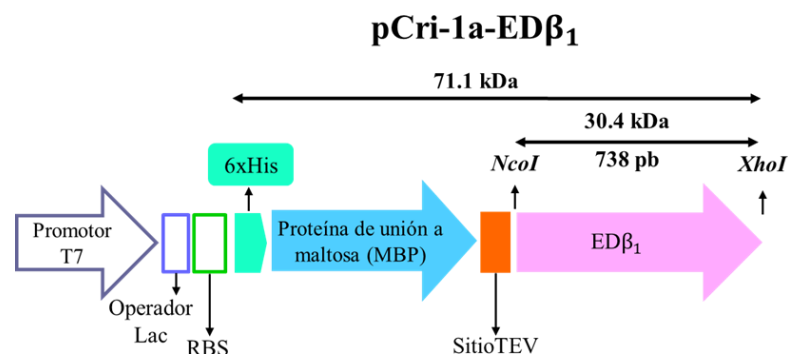 pCri-1a-EDβ₁
71.1 kDa
30.4 kDa
6xHis
NcoI
738 pb
XhoI
Promotor
T7
Proteína de unión a
maltosa (MBP)
EDβ₁
Operador
Lac
RBS
SitioTEV